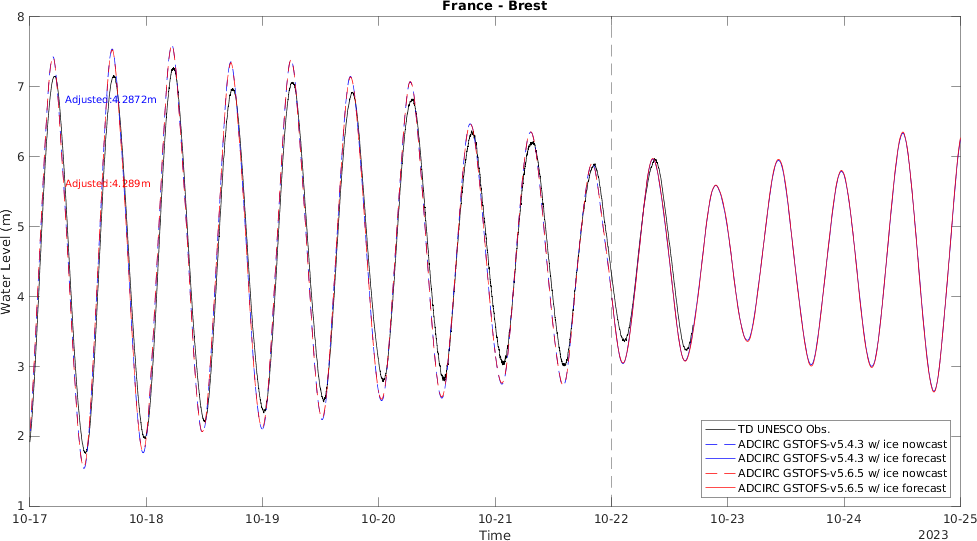 France - Brest
8
7
6
5
4
3
2
1
Water Level (m)
Adjusted:4.2872m
Adjusted:4.289m
TD UNESCO Obs.
ADCIRC GSTOFS-v5.4.3 w/ ice nowcast
ADCIRC GSTOFS-v5.4.3 w/ ice forecast
ADCIRC GSTOFS-v5.6.5 w/ ice nowcast
ADCIRC GSTOFS-v5.6.5 w/ ice forecast
10-17 10-18 10-19 10-20 10-21 10-22 10-23 10-24 10-25
Time
2023